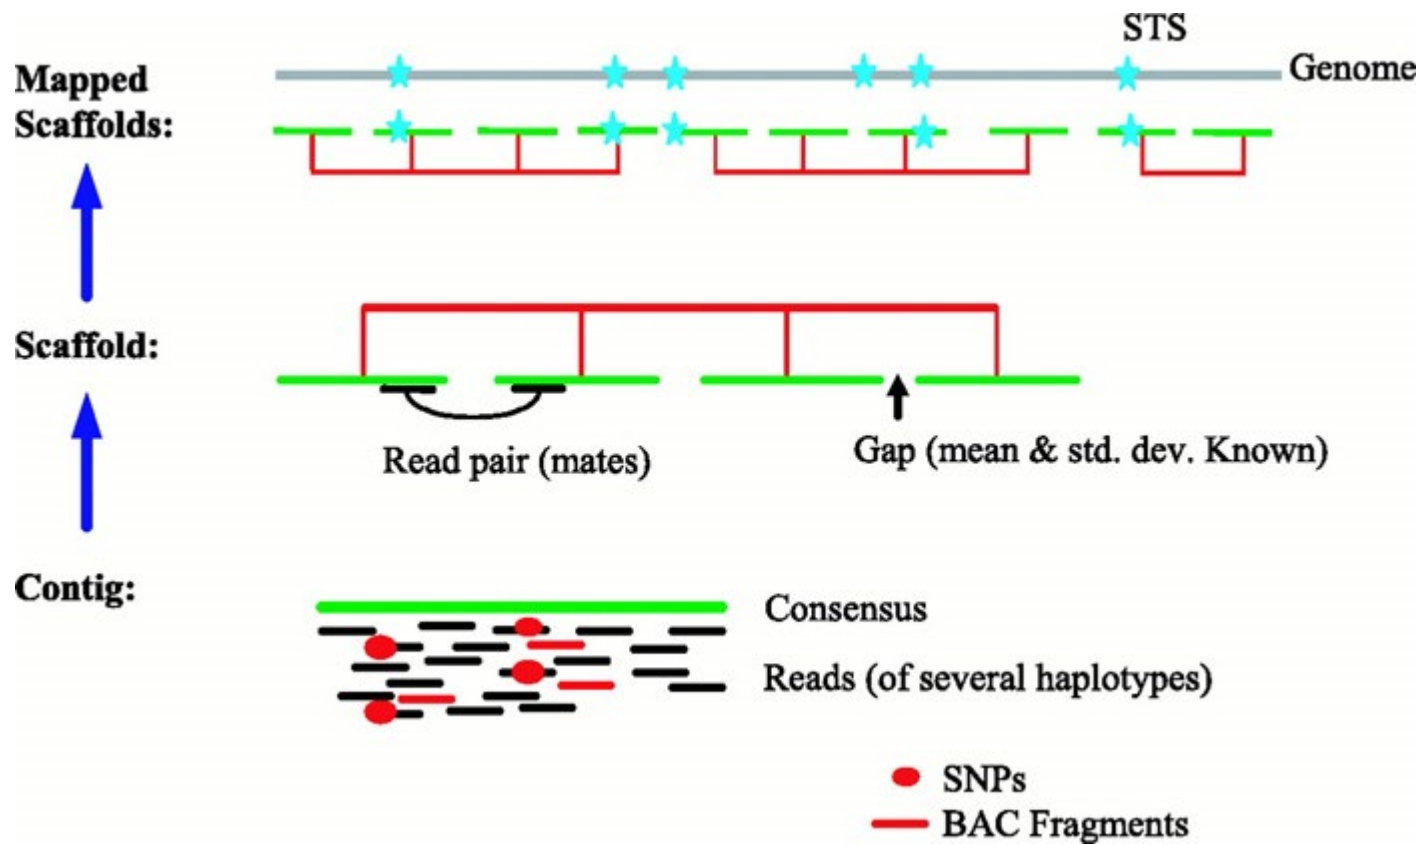 STS
Genome
Mapped
Scaffolds:
Scaffold:
Read pair (mates)
Gap (mean & std. dev. Known)
Contig:
Consensus
Reads (of several haplotypes)
SNPs
BAC Fragments